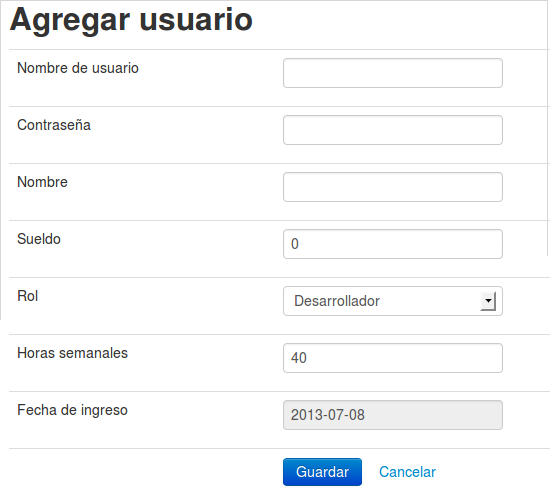 Agregar usuario
Nombre de usuario
Contraseña
Nombre
Sueldo 0
Rol Desarrollador
Horas semanales 40
Fecha de ingreso 2013-07-08
Guardar Cancelar